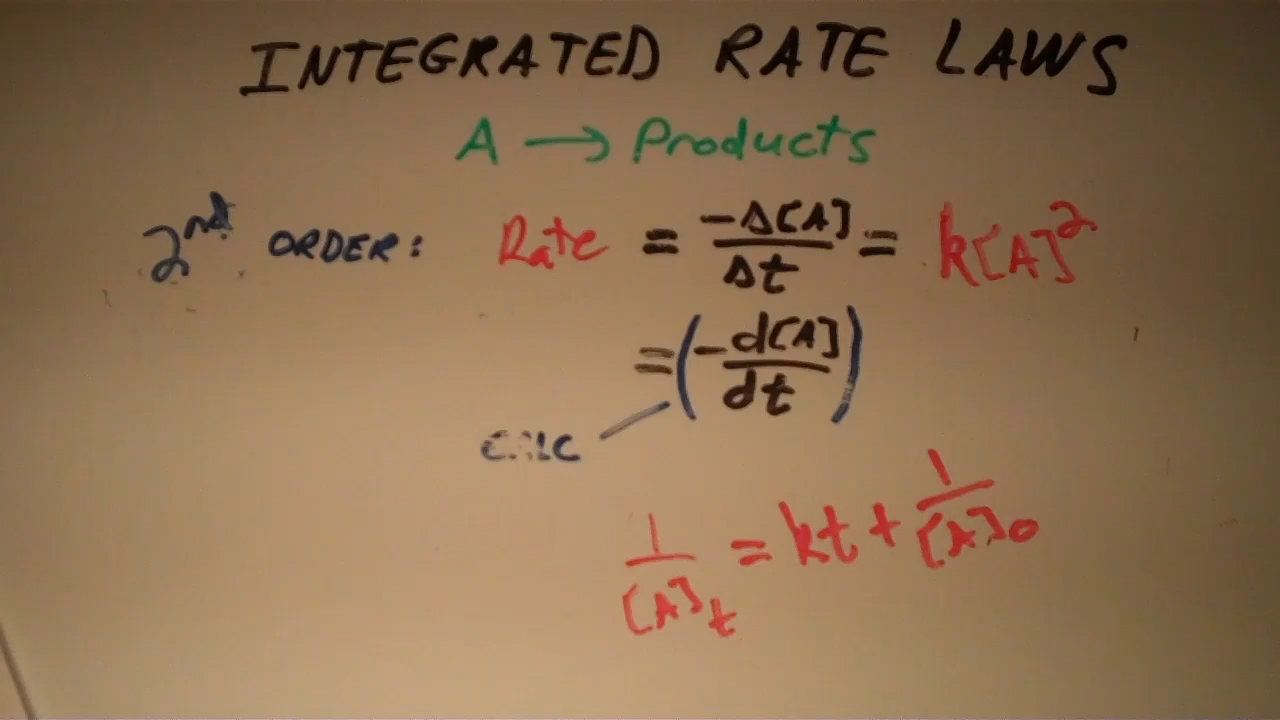 INTEGRATED RATE LAWS
A → Products
2nd ORDER: Rate = -Δ[A]/Δt = k[A]²
= (-d[A]/dt)
CALC
1/[A]t = kt + 1/[A]0